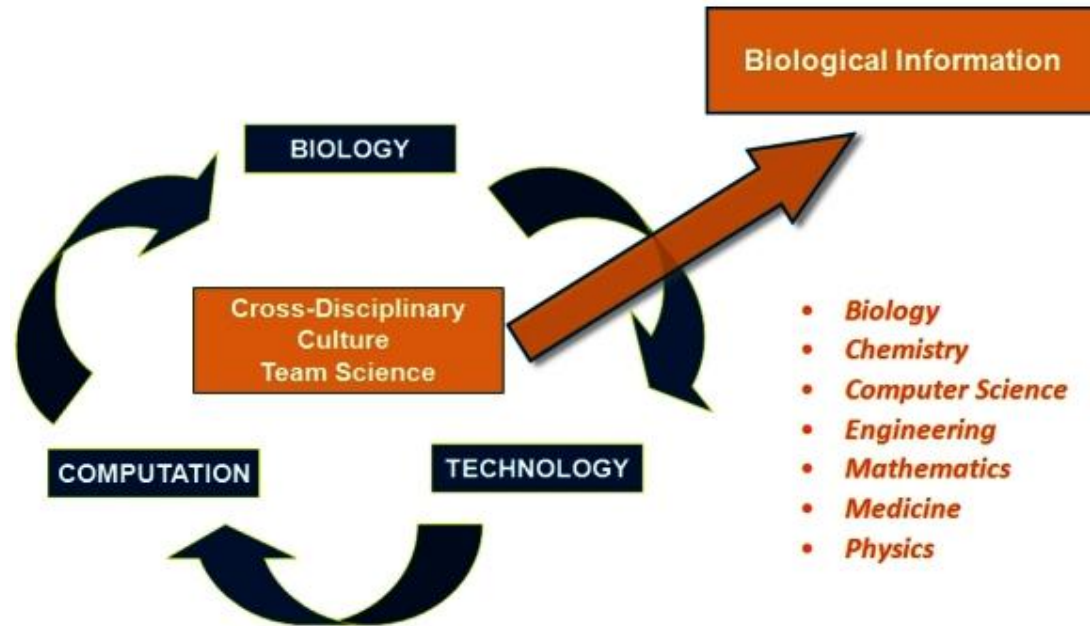 Biological Information
BIOLOGY
Cross-Disciplinary
Culture
Team Science
COMPUTATION
TECHNOLOGY
• Biology
• Chemistry
• Computer Science
• Engineering
• Mathematics
• Medicine
• Physics